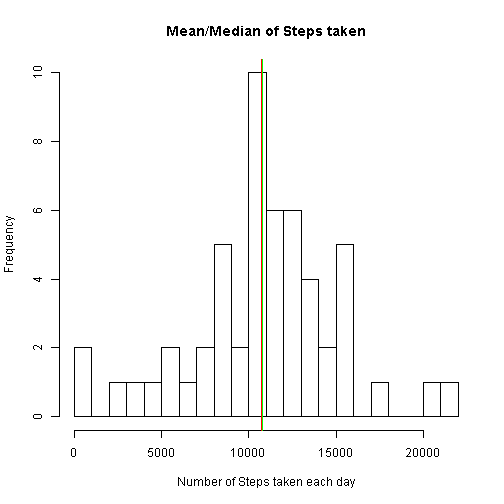 Mean/Median of Steps taken
Frequency
10
8
6
4
2
0
0 5000 10000 15000 20000
Number of Steps taken each day